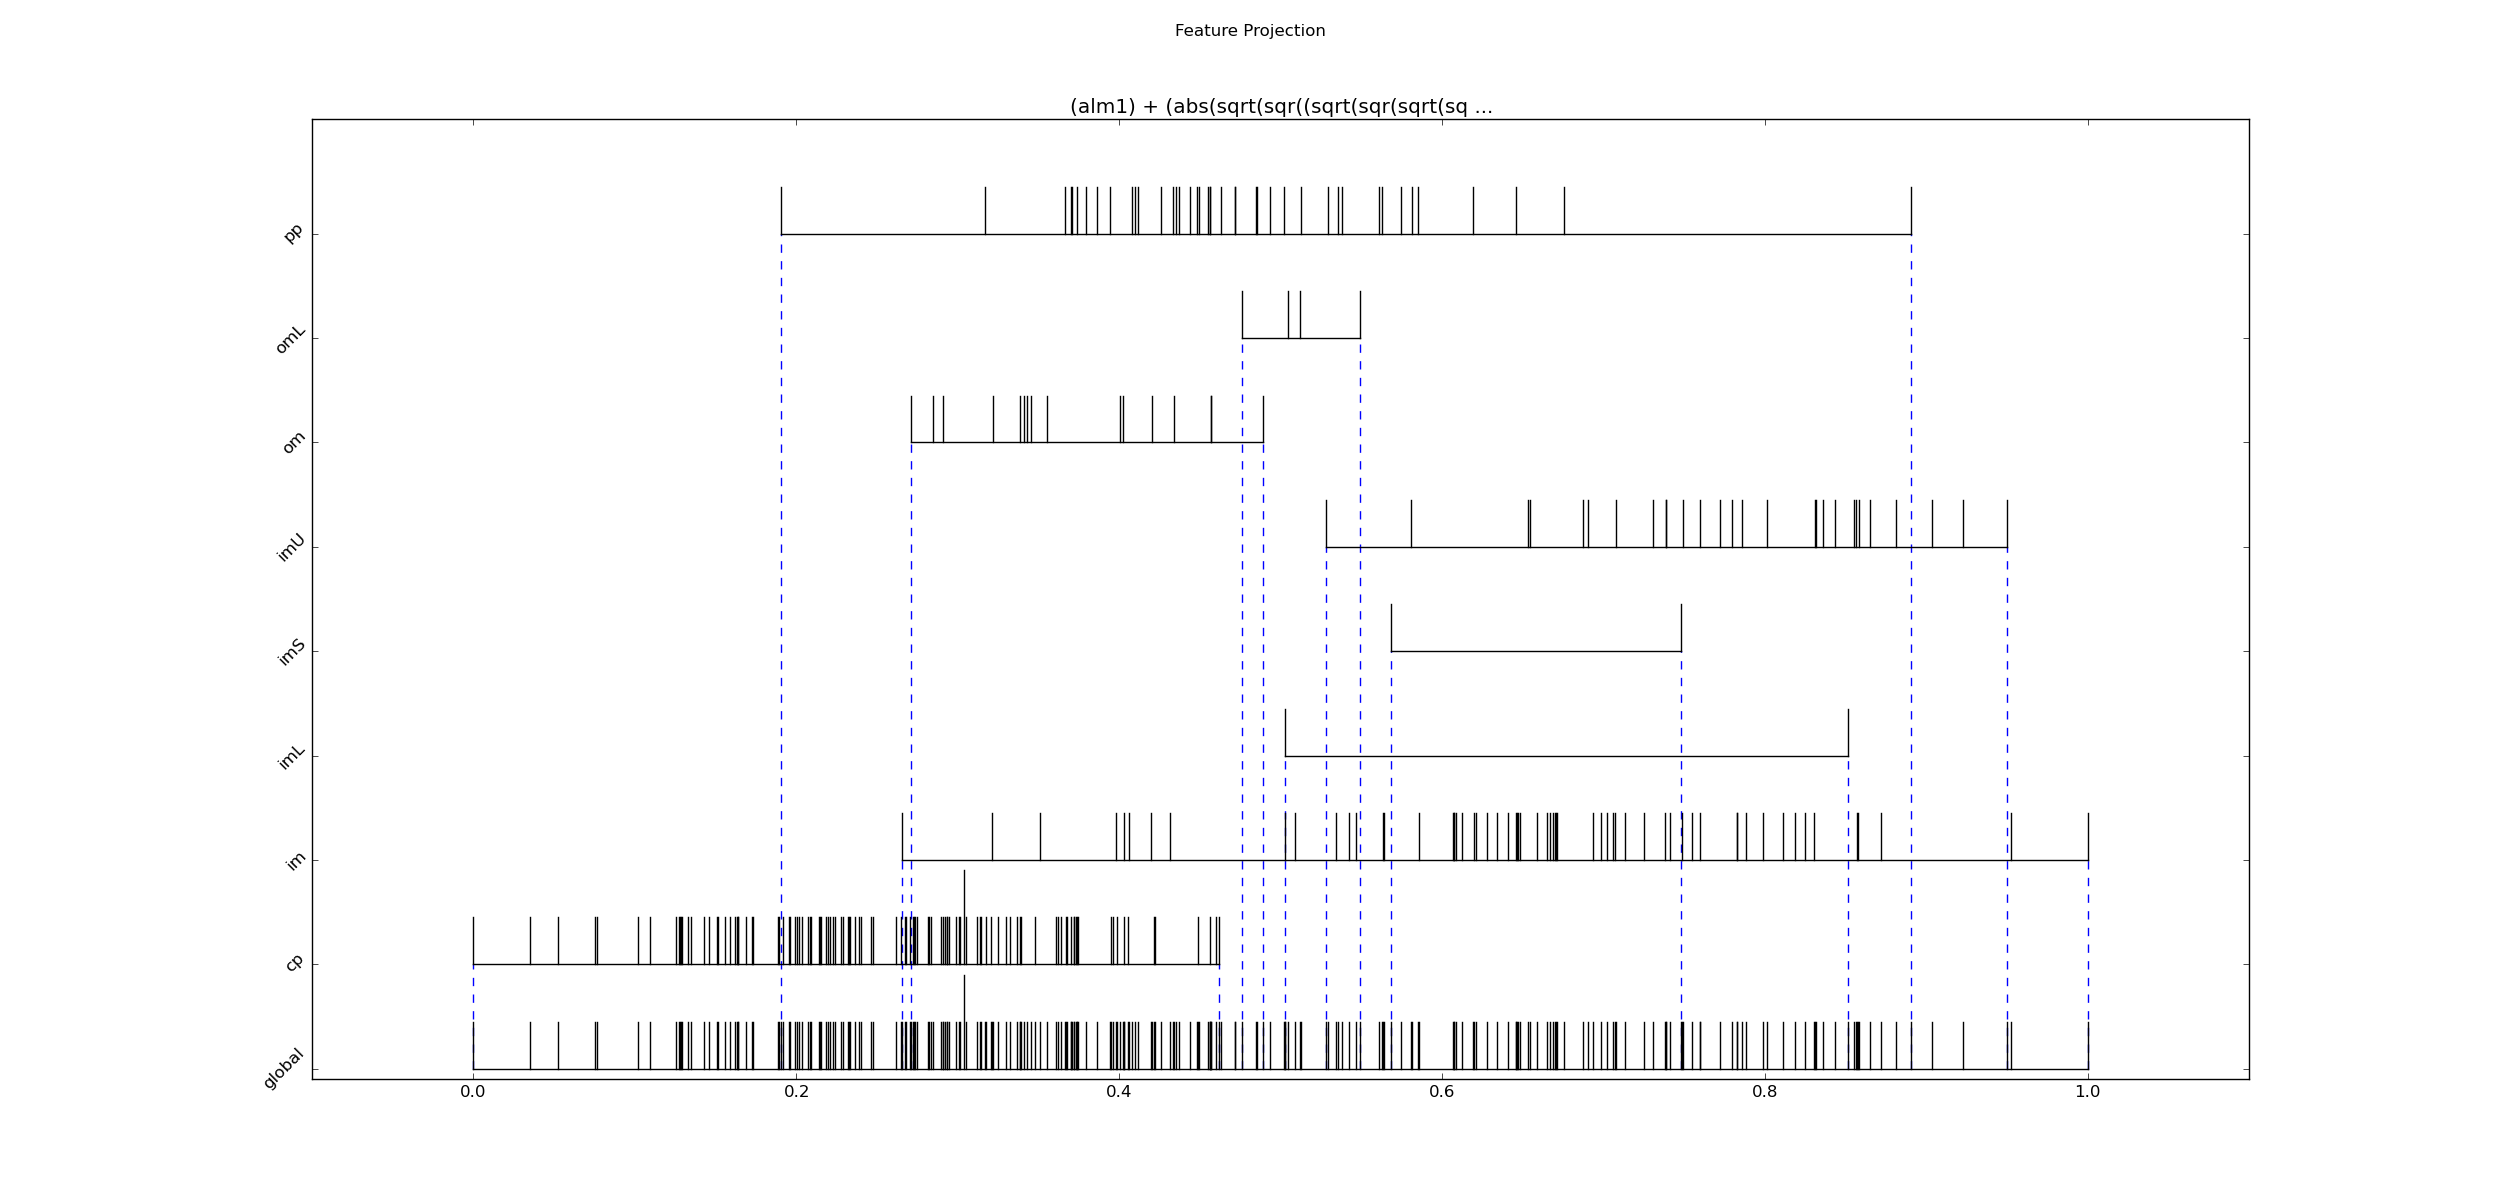 Feature Projection
(alm1) + (abs(sqrt(sqr((sqrt(sqr(sqrt(sq ...
pp
omL
om
imU
imS
imL
im
cp
global
0.0 0.2 0.4 0.6 0.8 1.0